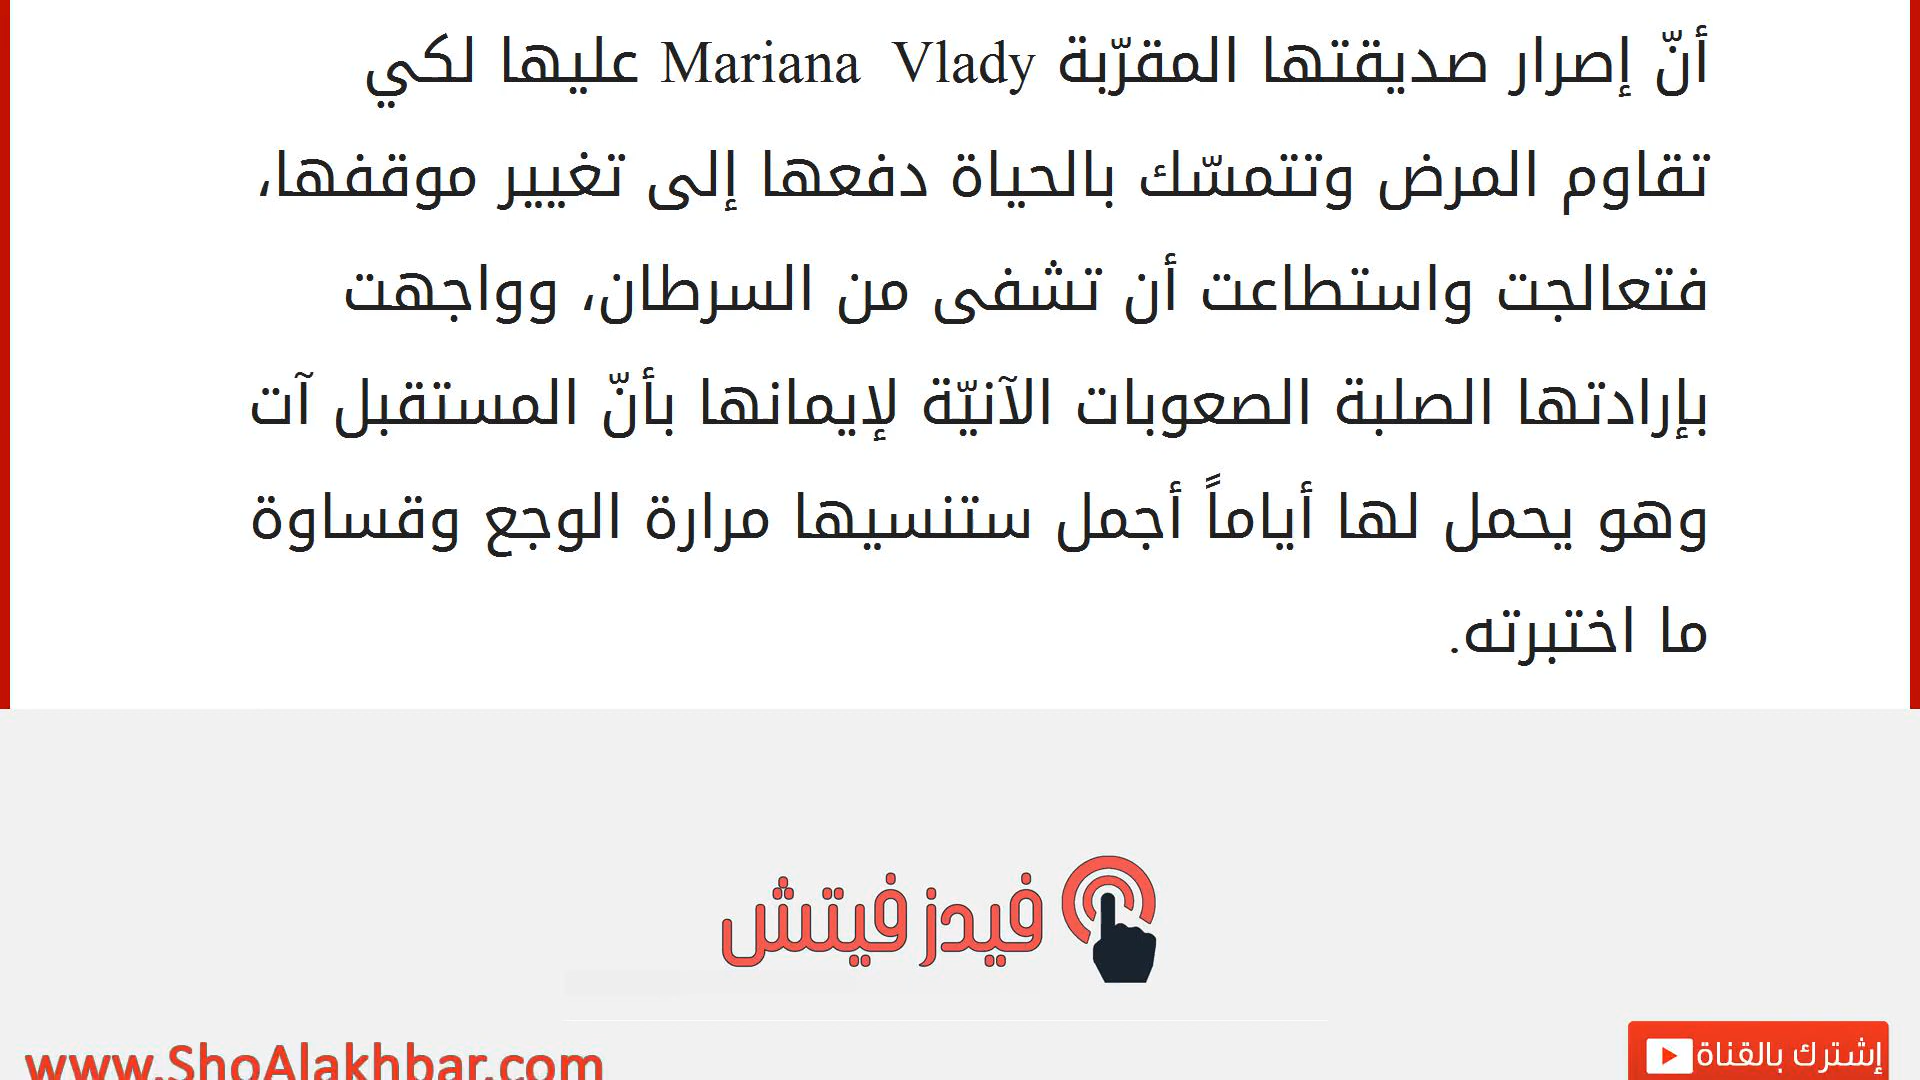 أنّ إصرار صديقتها المقرّبة Mariana Vlady عليها لكي
تقاوم المرض وتتمسّك بالحياة دفعها إلى تغيير موقفها،
فتعالجت واستطاعت أن تشفى من السرطان، وواجهت
بإرادتها الصلبة الصعوبات الآنيّة لإيمانها بأنّ المستقبل آت
وهو يحمل لها أياماً أجمل ستنسيها مرارة الوجع وقساوة
ما اختبرته.
فيدز فيتش
www.ShoAlakhbar.com
إشترك بالقناة